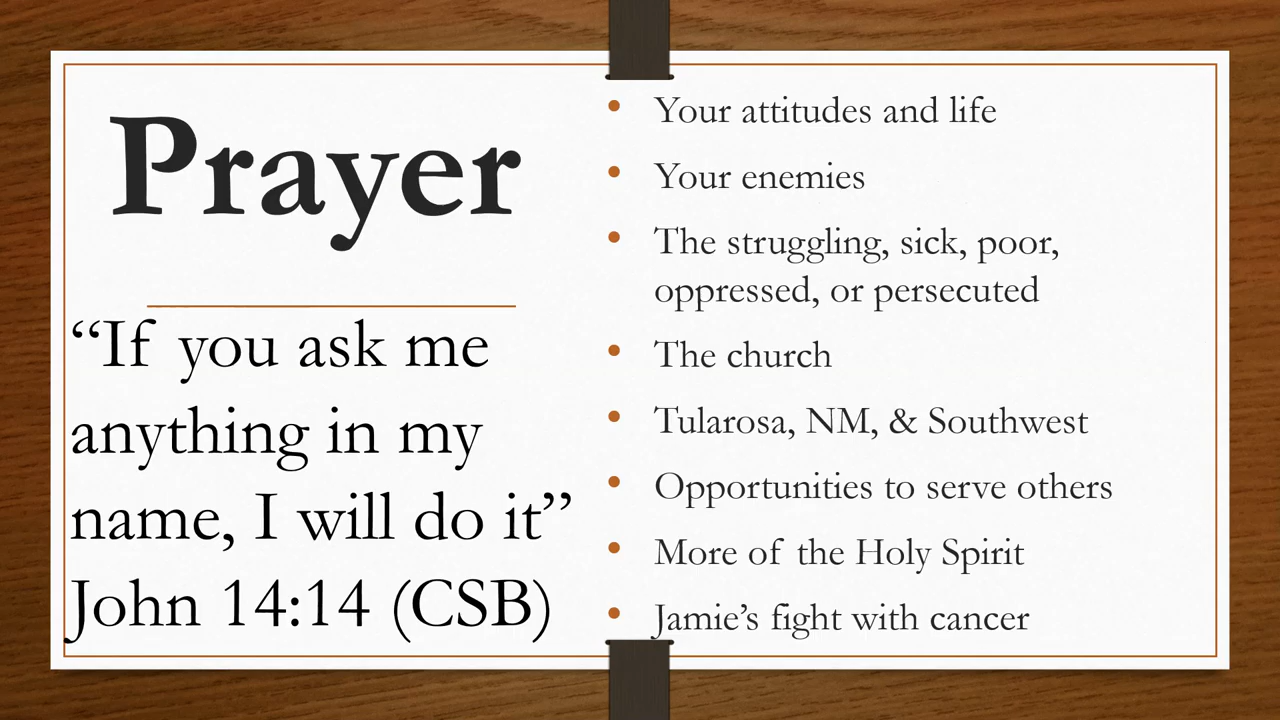 Prayer
“If you ask me
anything in my
name, I will do it”
John 14:14 (CSB)
• Your attitudes and life
• Your enemies
• The struggling, sick, poor,
oppressed, or persecuted
• The church
• Tularosa, NM, & Southwest
• Opportunities to serve others
• More of the Holy Spirit
• Jamie’s fight with cancer